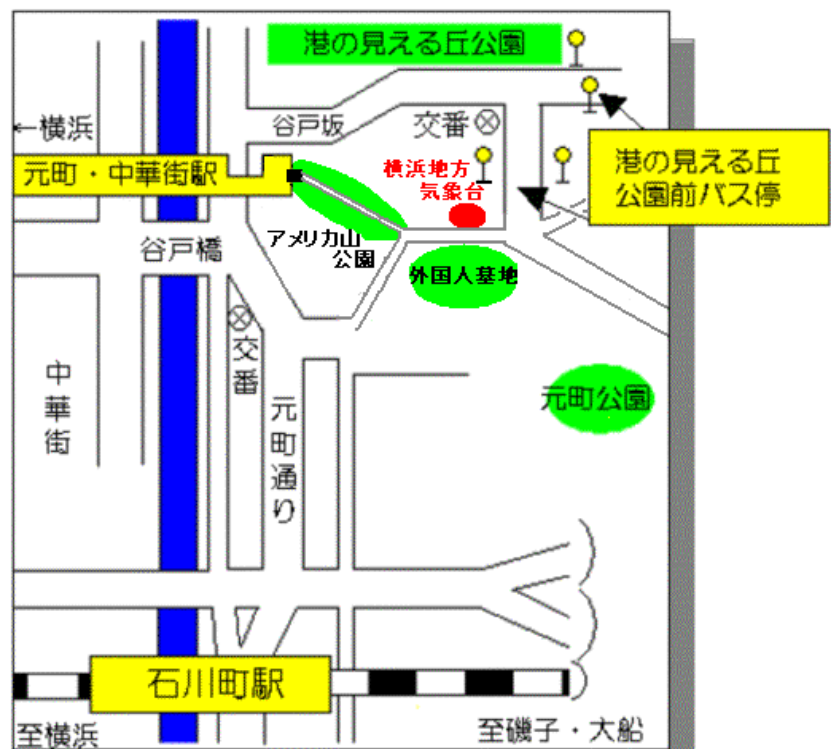 港の見える丘公園
←横浜
谷戸坂
交番
元町・中華街駅
横浜地方
気象台
港の見える丘
公園前バス停
アメリカ山
公園
谷戸橋
外国人墓地
交番
中華街
元町公園
元町通り
石川町駅
至横浜
至磯子・大船